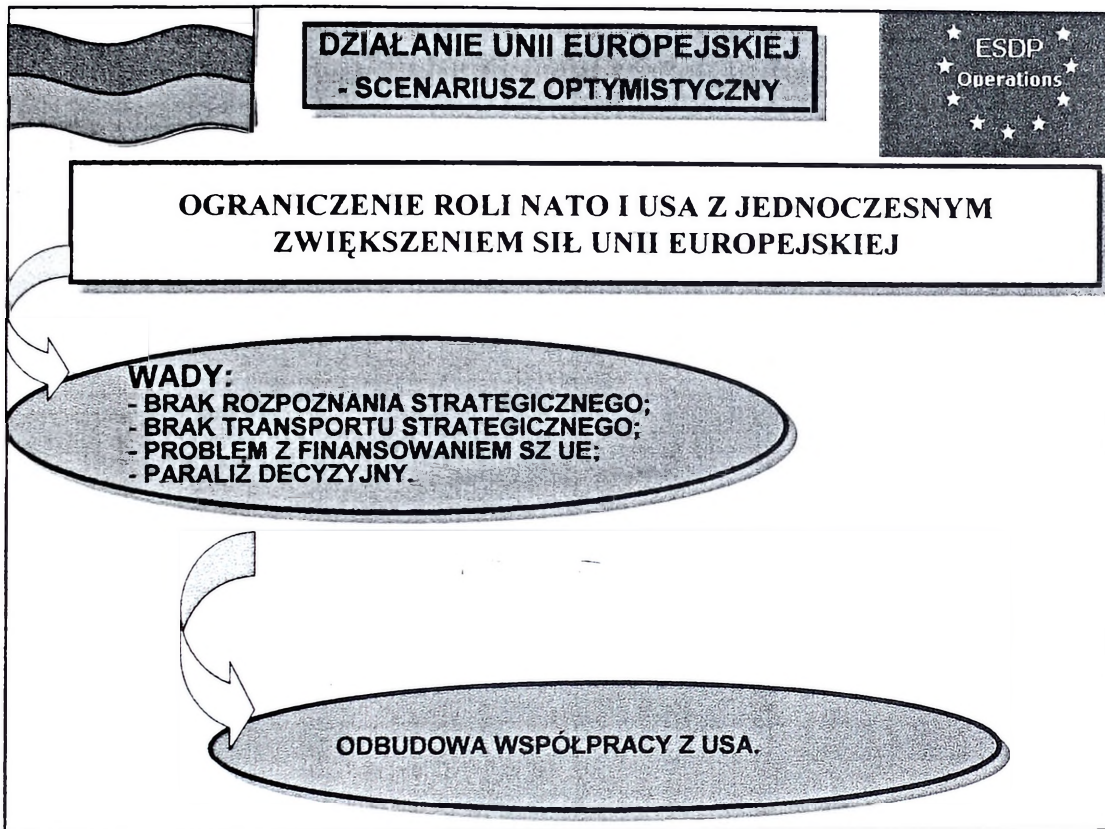 DZIAŁANIE UNII EUROPEJSKIEJ
- SCENARIUSZ OPTYMISTYCZNY
ESDP
Operations
OGRANICZENIE ROLI NATO I USA Z JEDNOCZESNYM
ZWIĘKSZENIEM SIŁ UNII EUROPEJSKIEJ
WADY:
- BRAK ROZPOZNANIA STRATEGICZNEGO;
- BRAK TRANSPORTU STRATEGICZNEGO;
- PROBLEM Z FINANSOWANIEM SZ UE;
- PARALIŻ DECYZYJNY.
ODBUDOWA WSPÓŁPRACY Z USA.